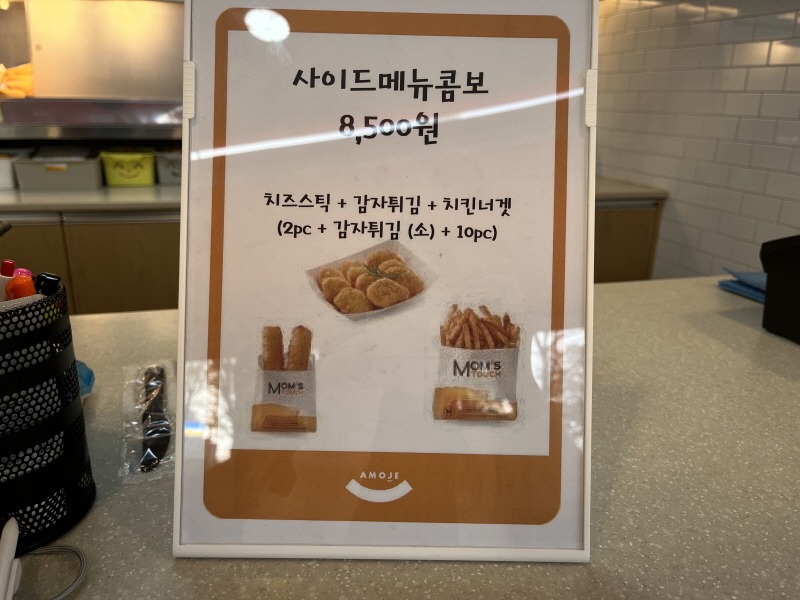 사이드메뉴콤보
8,500원
치즈스틱 + 감자튀김 + 치킨너겟
(2pc + 감자튀김 (소) + 10pc)
MOM'S
TOUCH
MOM'S
TOUCH
AMOJE